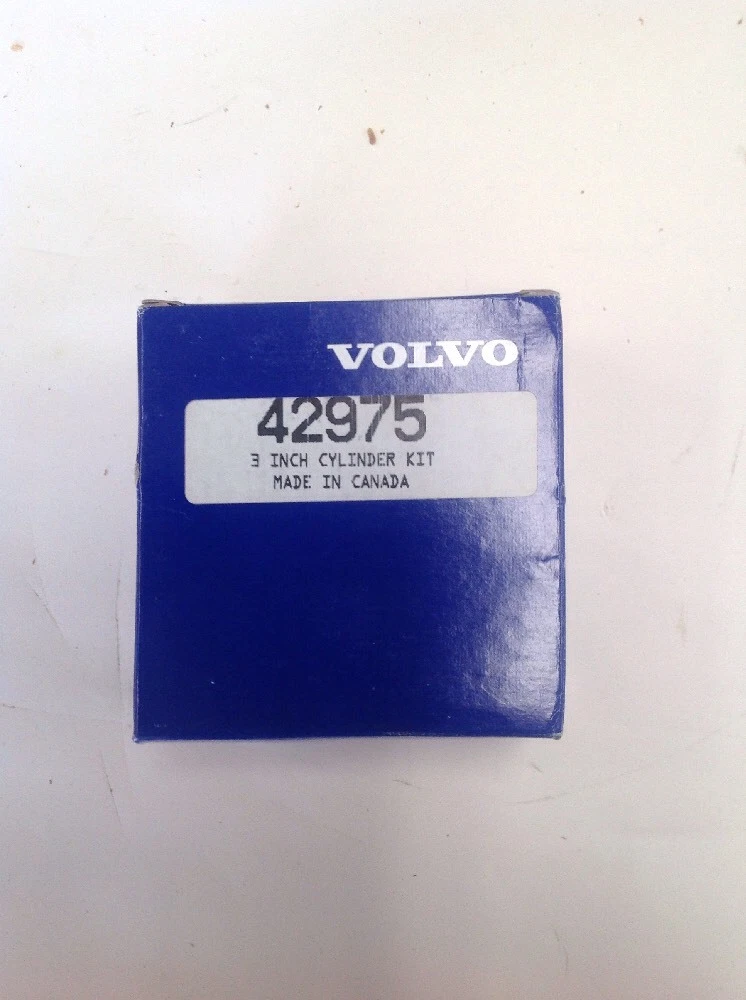 VOLVO
42975
3 INCH CYLINDER KIT
MADE IN CANADA